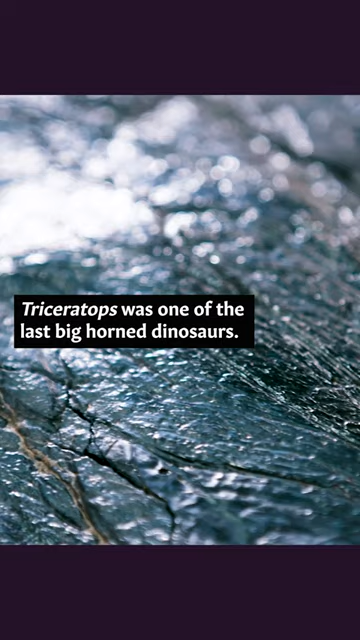 Triceratops was one of the
last big horned dinosaurs.